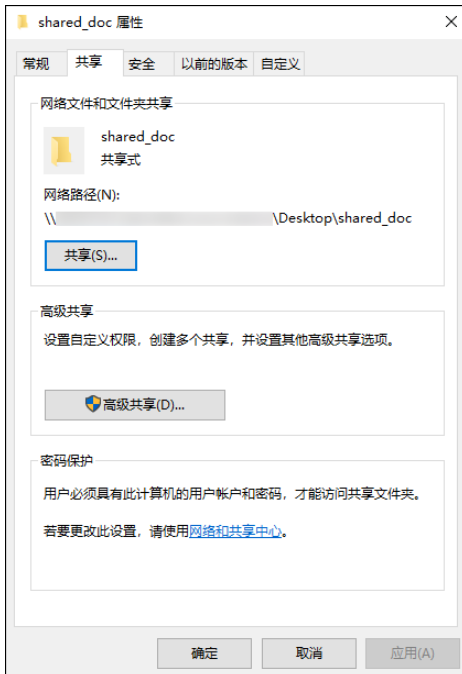 shared_doc 属性
常规 共享 安全 以前的版本 自定义
网络文件和文件夹共享
shared_doc
共享式
网络路径(N):
\\ \Desktop\shared_doc
共享(S)...
高级共享
设置自定义权限，创建多个共享，并设置其他高级共享选项。
高级共享(D)...
密码保护
用户必须具有此计算机的用户帐户和密码，才能访问共享文件夹。
若要更改此设置，请使用网络和共享中心。
确定 取消 应用(A)